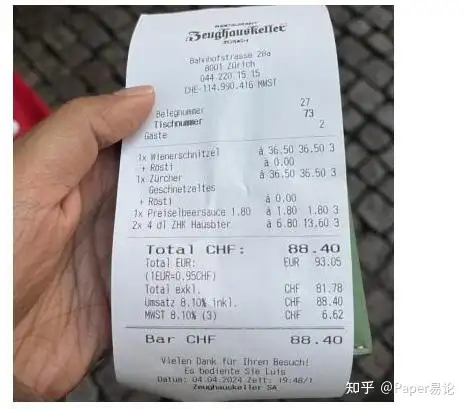 RESTAURANT
Zeughauskeller
ZÜRICH
Bahnhofstrasse 28a
8001 Zürich
044 220 15 15
CHE-114.990.416 MWST
27
Belegnummer 73
Tischnummer 2
Gäste
1x Wienerschnitzel à 36.50 36.50 3
+ Rösti à 0.00
1x Zürcher à 36.50 36.50 3
Geschnetzeltes
+ Rösti à 0.00
1x Preiselbeersauce 1.80 à 1.80 1.80 3
2x 4 dl ZHK Hausbier à 6.80 13.60 3
Total CHF: 88.40
Total EUR: EUR 93.05
(1EUR=0.95CHF)
Total exkl. CHF 81.78
Umsatz 8.10% inkl. CHF 88.40
MWST 8.10% (3) CHF 6.62
Bar CHF 88.40
Vielen Dank für Ihren Besuch!
Es bediente Sie Luis
Datum: 04.04.2024 Zeit: 19:48/1
Zeughauskeller SA
知乎 @Paper易论